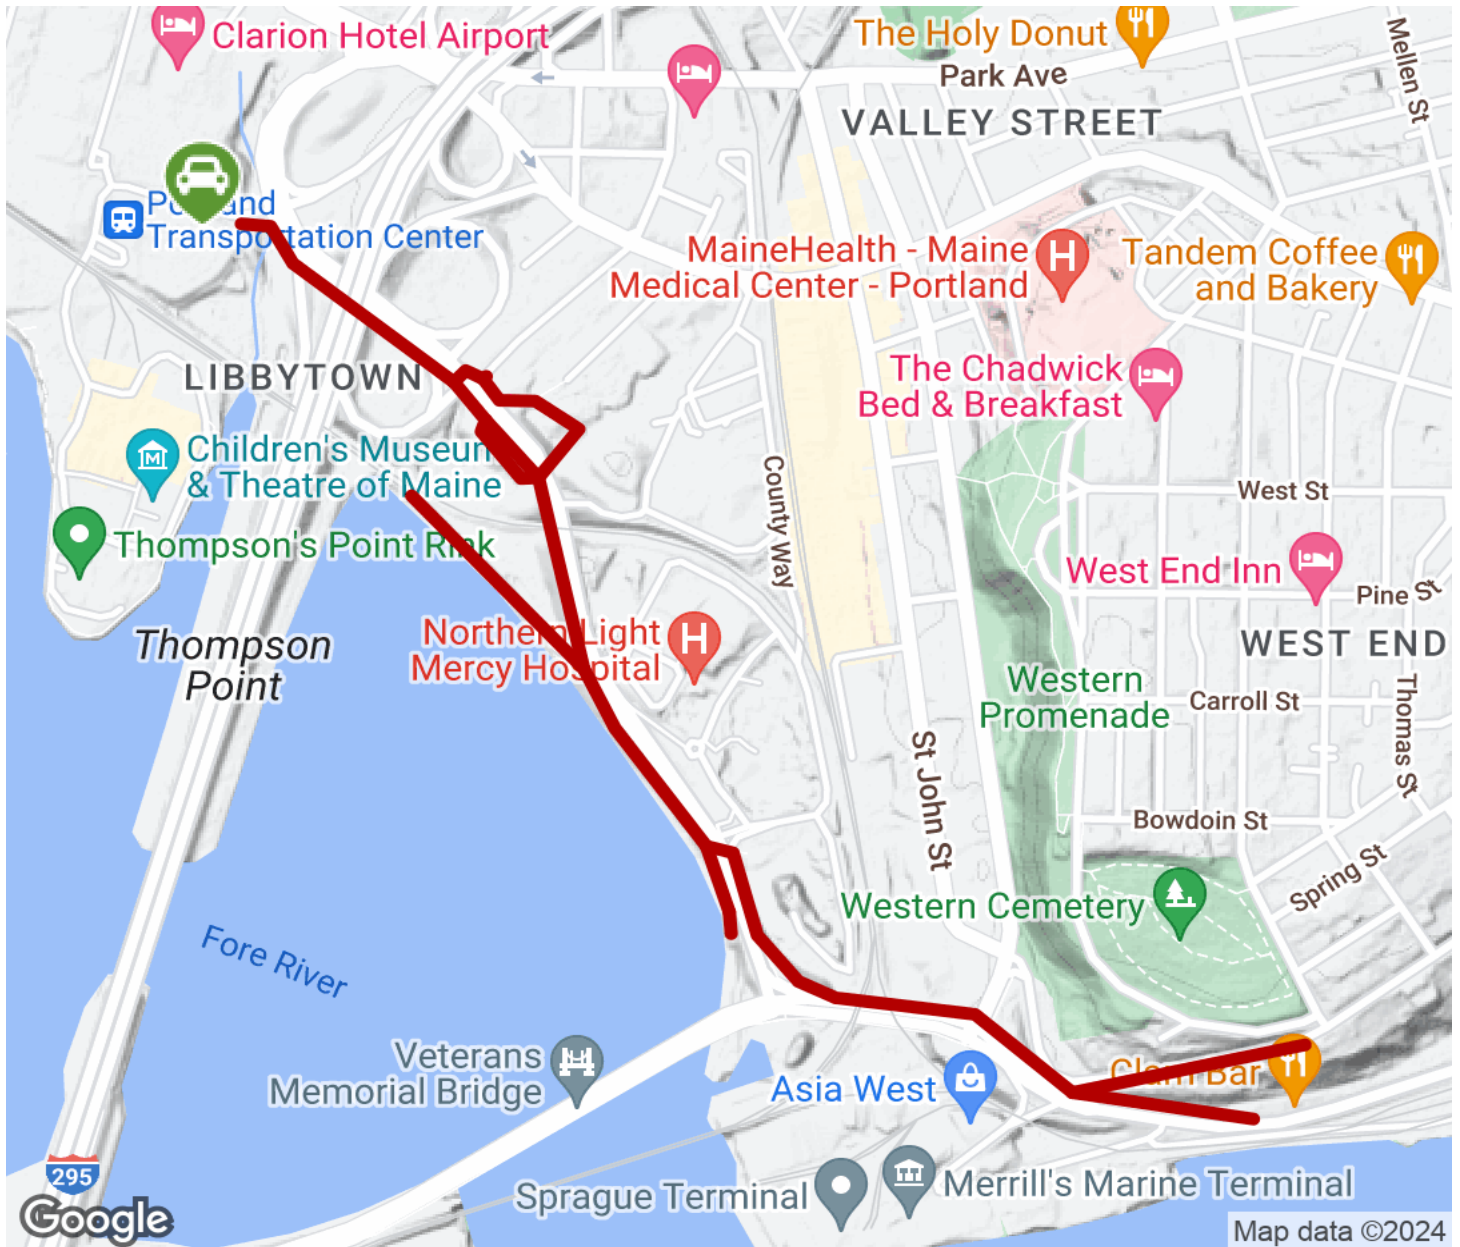 Clarion Hotel Airport
The Holy Donut
Park Ave
Mellen St
VALLEY STREET
Portland
Transportation Center
MaineHealth - Maine
Medical Center - Portland
H
Tandem Coffee
and Bakery
LIBBYTOWN
The Chadwick
Bed & Breakfast
Children's Museum
& Theatre of Maine
M
County Way
West St
Thompson's Point Rink
West End Inn
Pine St
Northern Light
Mercy Hospital
H
WEST END
Thompson
Point
Western
Promenade
Carroll St
Thomas St
St John St
Bowdoin St
Spring St
Western Cemetery
Fore River
Veterans
Memorial Bridge
Asia West
Clam Bar
295
Sprague Terminal
Merrill's Marine Terminal
Google
Map data ©2024